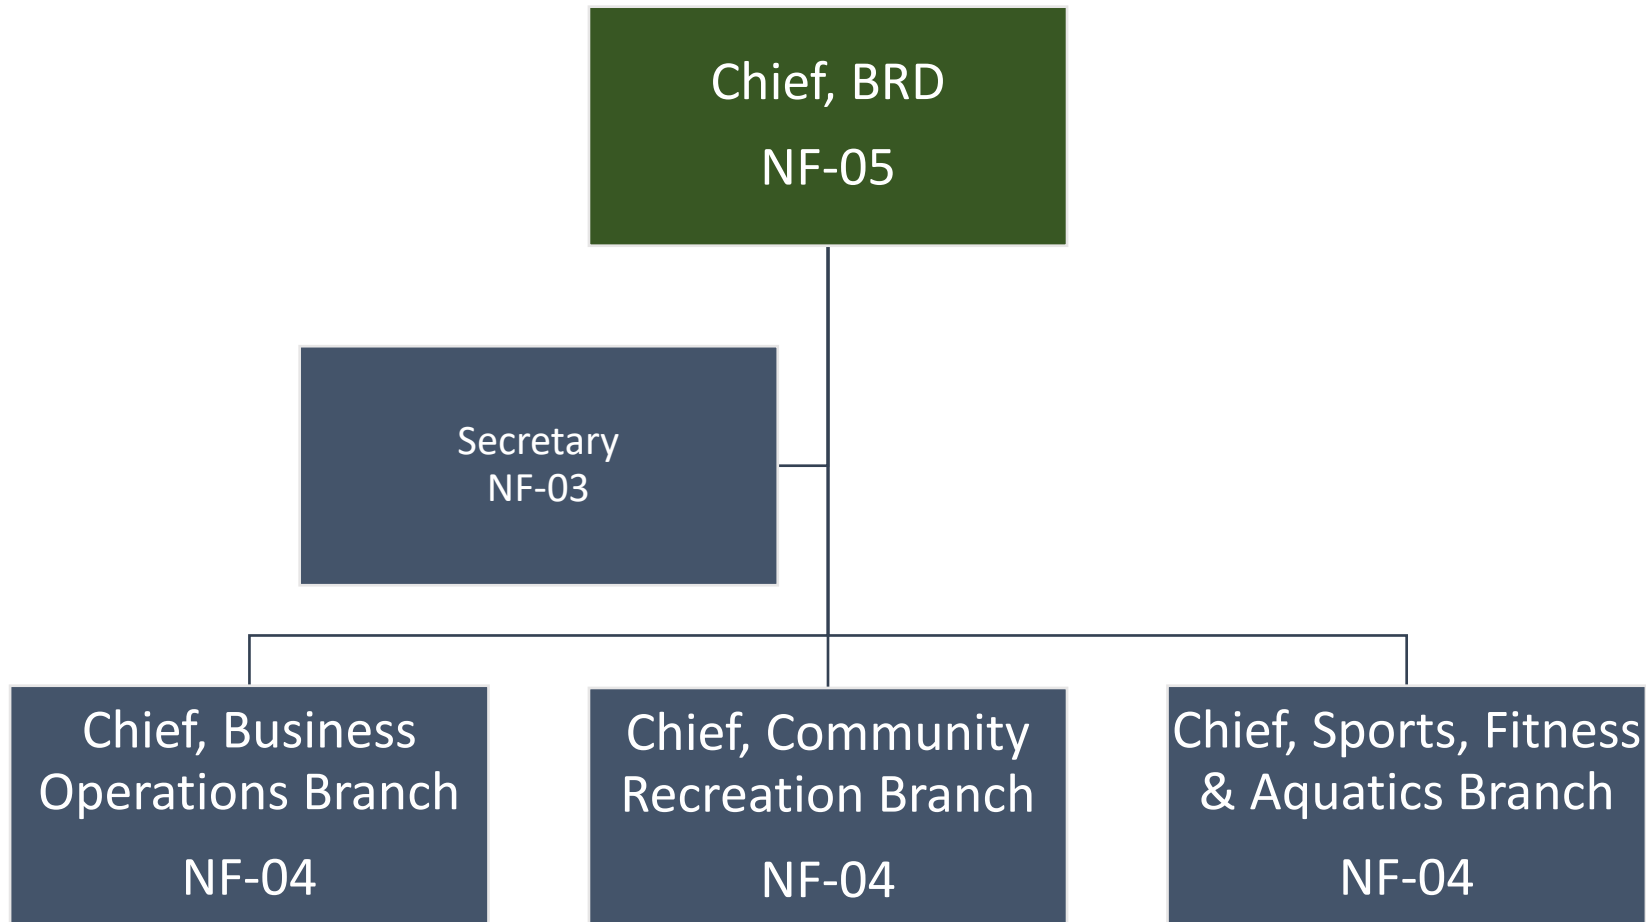 Chief, BRD
NF-05
Secretary
NF-03
Chief, Business
Operations Branch
NF-04
Chief, Community
Recreation Branch
NF-04
Chief, Sports, Fitness
& Aquatics Branch
NF-04